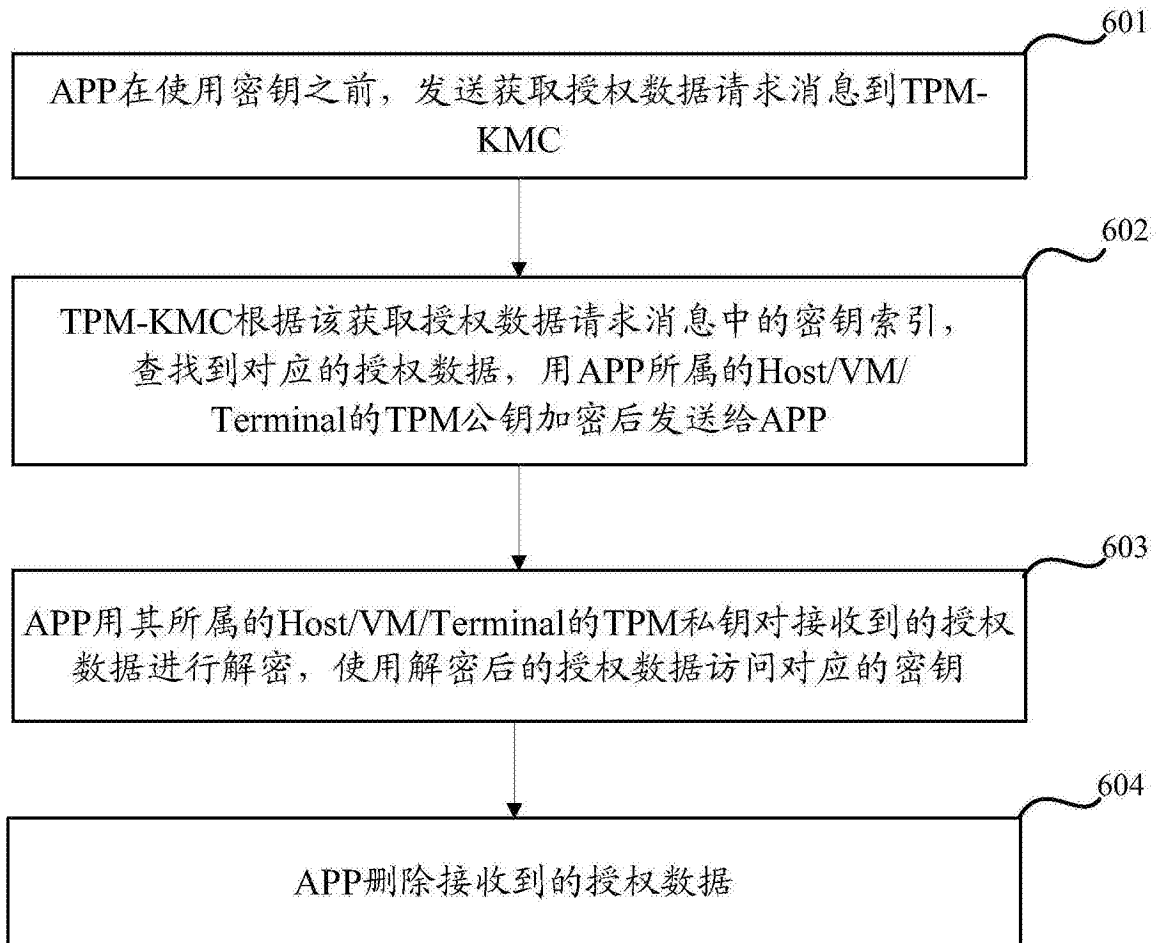 601
APP在使用密钥之前，发送获取授权数据请求消息到TPM-
KMC
602
TPM-KMC根据该获取授权数据请求消息中的密钥索引，
查找到对应的授权数据，用APP所属的Host/VM/
Terminal的TPM公钥加密后发送给APP
603
APP用其所属的Host/VM/Terminal的TPM私钥对接收到的授权
数据进行解密，使用解密后的授权数据访问对应的密钥
604
APP删除接收到的授权数据